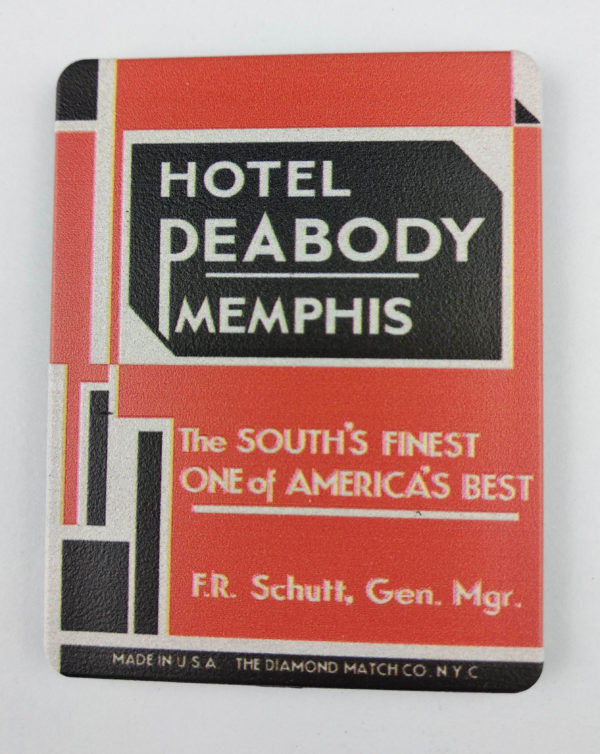 HOTEL
PEABODY
MEMPHIS
The SOUTH'S FINEST
ONE of AMERICA'S BEST
F.R. Schutt, Gen. Mgr.
MADE IN U.S.A. THE DIAMOND MATCH CO. N Y C